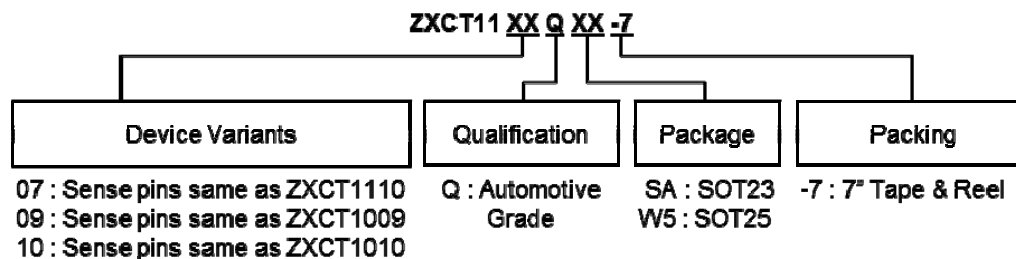 ZXCT11 XX Q XX -7
Device Variants
Qualification
Package
Packing
07 : Sense pins same as ZXCT1110
09 : Sense pins same as ZXCT1009
10 : Sense pins same as ZXCT1010
Q : Automotive
Grade
SA : SOT23
W5 : SOT25
-7 : 7" Tape & Reel